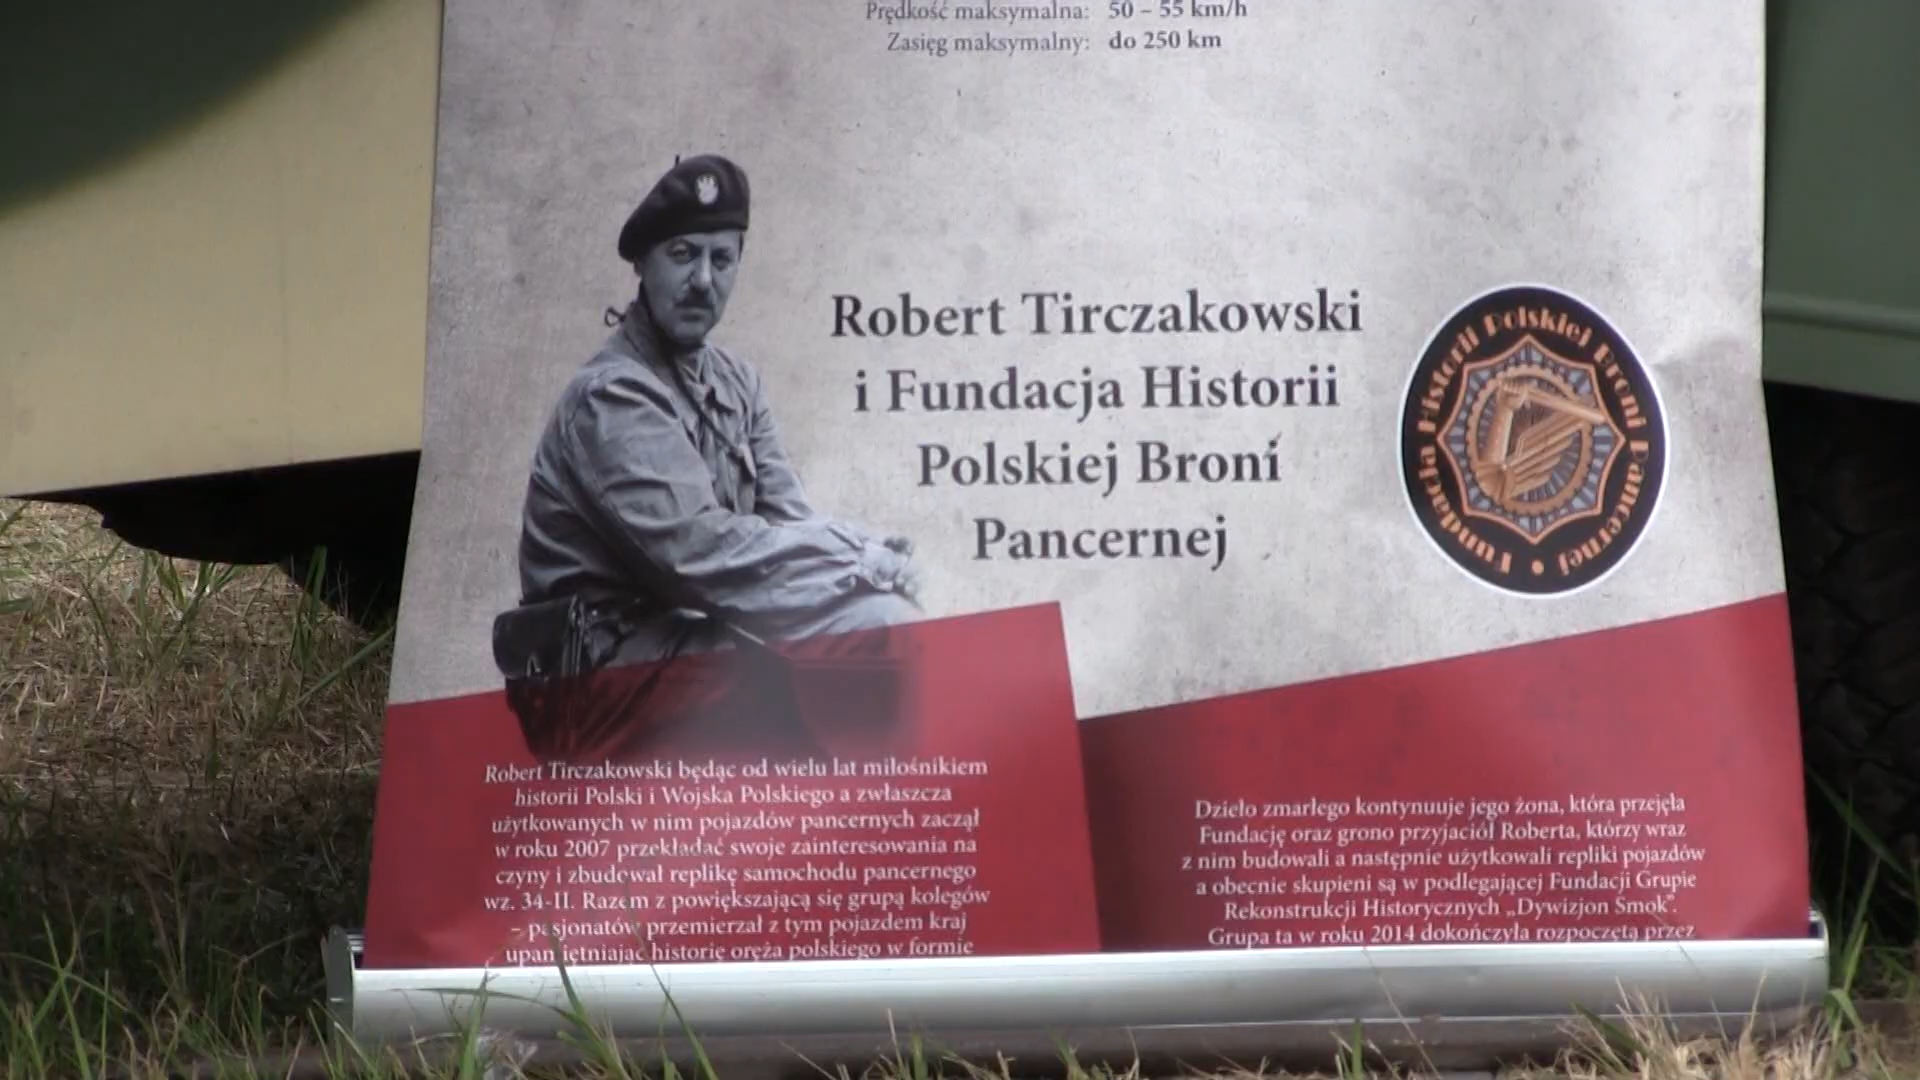 Prędkość maksymalna: 50 – 55 km/h
Zasięg maksymalny: do 250 km
Robert Tirczakowski
i Fundacja Historii
Polskiej Broni
Pancernej
Fundacja Historii Polskiej Broni Pancernej
Robert Tirczakowski będąc od wielu lat miłośnikiem
historii Polski i Wojska Polskiego a zwłaszcza
użytkowanych w nim pojazdów pancernych zaczął
w roku 2007 przekładać swoje zainteresowania na
czyny i zbudował replikę samochodu pancernego
wz. 34-II. Razem z powiększającą się grupą kolegów
– pasjonatów przemierzał z tym pojazdem kraj
upamiętniając historię oręża polskiego w formie
Dzieło zmarłego kontynuuje jego żona, która przejęła
Fundację oraz grono przyjaciół Roberta, którzy wraz
z nim budowali a następnie użytkowali repliki pojazdów
a obecnie skupieni są w podlegającej Fundacji Grupie
Rekonstrukcji Historycznych „Dywizjon Smok”.
Grupa ta w roku 2014 dokończyła rozpoczętą przez